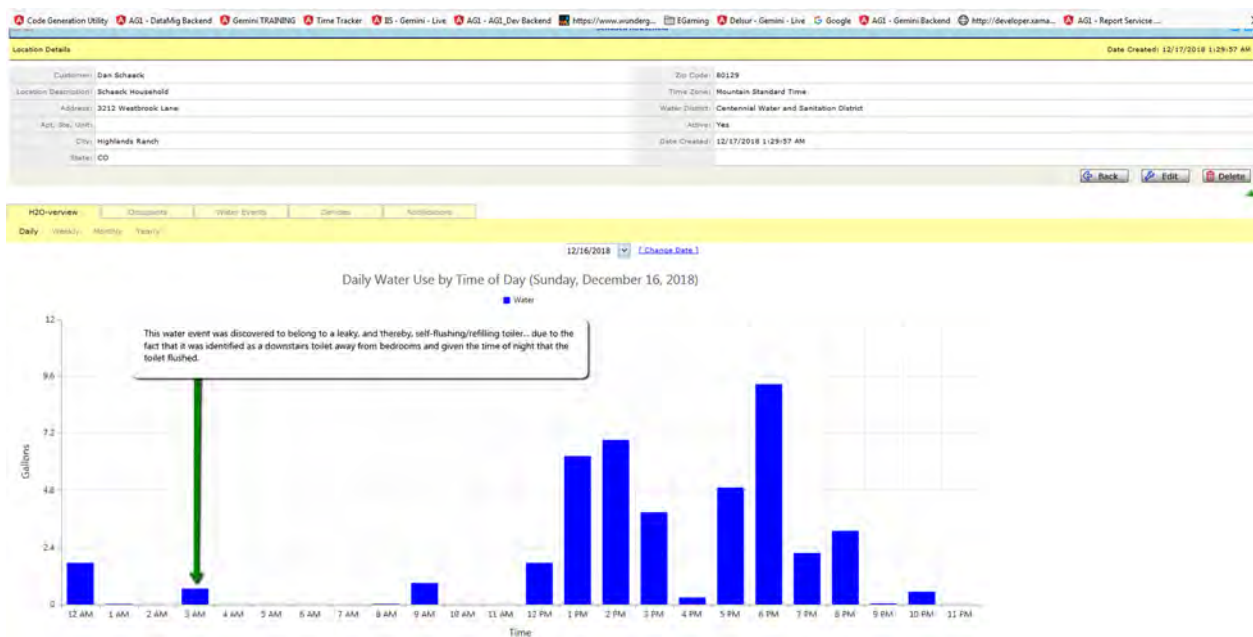 Code Generation Utility AG1 - DataMig Backend Gemini TRAINING Time Tracker IIS - Gemini - Live AG1 - AG1_Dev Backend https://www.wunderg... EGaming Delsur - Gemini - Live Google AG1 - Gemini Backend http://developer.xama... AG1 - Report Servicse....
Location Details Date Created: 12/17/2018 1:29:57 AM
Customer: Dan Schaack Zip Code: 80129
Location Description: Schaack Household Time Zone: Mountain Standard Time
Address: 3212 Westbrook Lane Water District: Centennial Water and Sanitation District
Apt, Ste, Unit: Active: Yes
City: Highlands Ranch Date Created: 12/17/2018 1:29:57 AM
State: CO
Back Edit Delete
H2O-verview Occupants Water Events Devices Notifications
Daily Weekly Monthly Yearly
12/16/2018 [ Change Date ]
Daily Water Use by Time of Day (Sunday, December 16, 2018)
Water
This water event was discovered to belong to a leaky, and thereby, self-flushing/refilling toiler... due to the
fact that it was identified as a downstairs toilet away from bedrooms and given the time of night that the
toilet flushed.
12
9.6
7.2
4.8
2.4
0
Gallons
12 AM 1 AM 2 AM 3 AM 4 AM 5 AM 6 AM 7 AM 8 AM 9 AM 10 AM 11 AM 12 PM 1 PM 2 PM 3 PM 4 PM 5 PM 6 PM 7 PM 8 PM 9 PM 10 PM 11 PM
Time